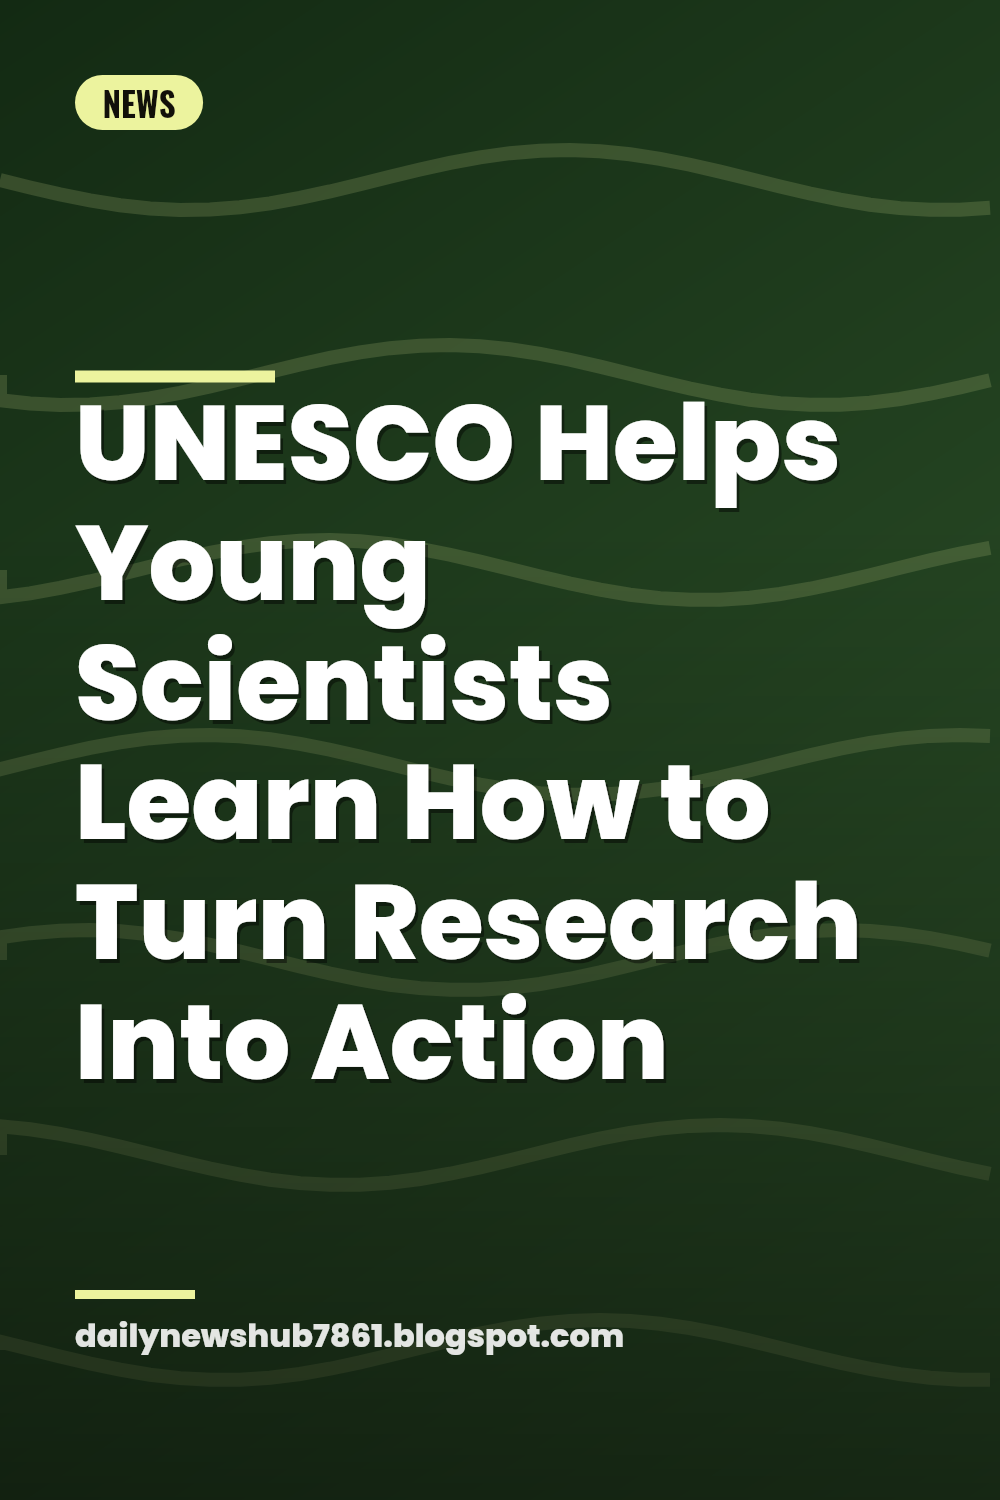 NEWS
UNESCO Helps
Young
Scientists
Learn How to
Turn Research
Into Action
dailynewshub7861.blogspot.com